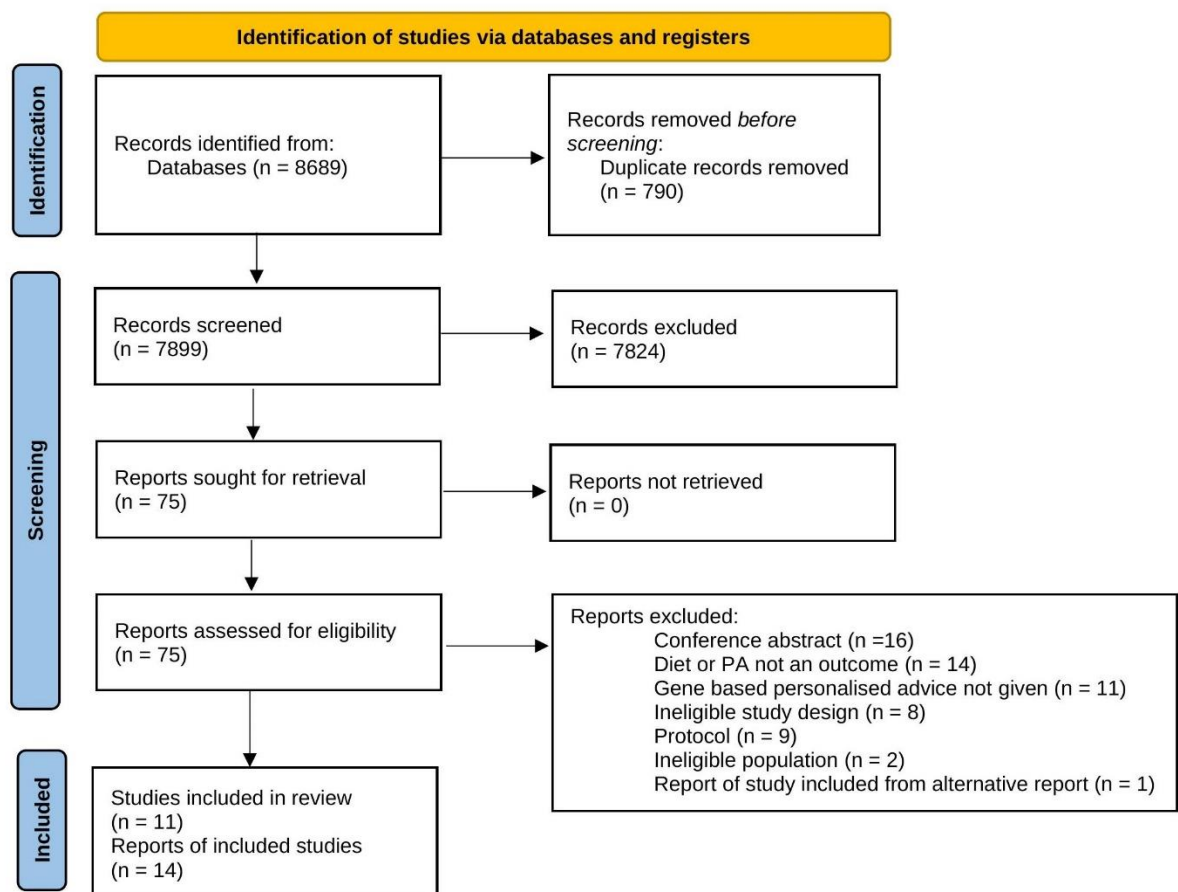 Identification of studies via databases and registers
Identification
Records identified from:
Databases (n = 8689)
Records removed before
screening:
Duplicate records removed
(n = 790)
Screening
Records screened
(n = 7899)
Records excluded
(n = 7824)
Reports sought for retrieval
(n = 75)
Reports not retrieved
(n = 0)
Reports assessed for eligibility
(n = 75)
Reports excluded:
Conference abstract (n =16)
Diet or PA not an outcome (n = 14)
Gene based personalised advice not given (n = 11)
Ineligible study design (n = 8)
Protocol (n = 9)
Ineligible population (n = 2)
Report of study included from alternative report (n = 1)
Included
Studies included in review
(n = 11)
Reports of included studies
(n = 14)